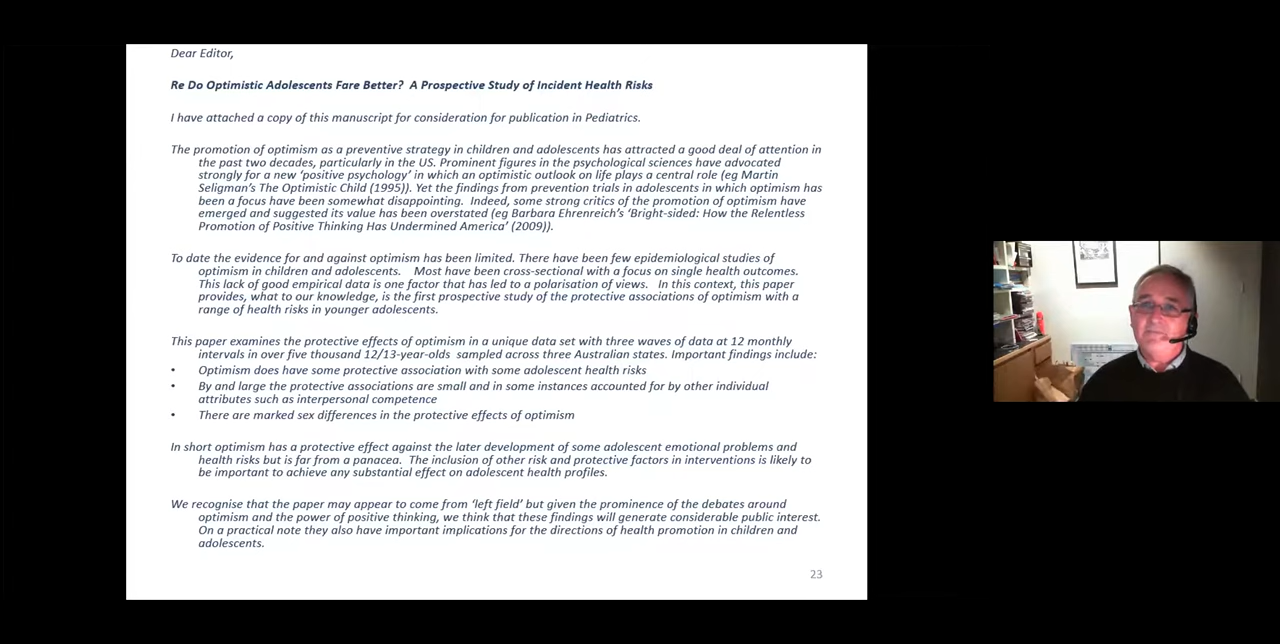 Dear Editor,
Re Do Optimistic Adolescents Fare Better? A Prospective Study of Incident Health Risks
I have attached a copy of this manuscript for consideration for publication in Pediatrics.
The promotion of optimism as a preventive strategy in children and adolescents has attracted a good deal of attention in
the past two decades, particularly in the US. Prominent figures in the psychological sciences have advocated
strongly for a new 'positive psychology' in which an optimistic outlook on life plays a central role (eg Martin
Seligman's The Optimistic Child (1995)). Yet the findings from prevention trials in adolescents in which optimism has
been a focus have been somewhat disappointing. Indeed, some strong critics of the promotion of optimism have
emerged and suggested its value has been overstated (eg Barbara Ehrenreich's 'Bright-sided: How the Relentless
Promotion of Positive Thinking Has Undermined America' (2009)).
To date the evidence for and against optimism has been limited. There have been few epidemiological studies of
optimism in children and adolescents. Most have been cross-sectional with a focus on single health outcomes.
This lack of good empirical data is one factor that has led to a polarisation of views. In this context, this paper
provides, what to our knowledge, is the first prospective study of the protective associations of optimism with a
range of health risks in younger adolescents.
This paper examines the protective effects of optimism in a unique data set with three waves of data at 12 monthly
intervals in over five thousand 12/13-year-olds sampled across three Australian states. Important findings include:
• Optimism does have some protective association with some adolescent health risks
• By and large the protective associations are small and in some instances accounted for by other individual
attributes such as interpersonal competence
• There are marked sex differences in the protective effects of optimism
In short optimism has a protective effect against the later development of some adolescent emotional problems and
health risks but is far from a panacea. The inclusion of other risk and protective factors in interventions is likely to
be important to achieve any substantial effect on adolescent health profiles.
We recognise that the paper may appear to come from 'left field' but given the prominence of the debates around
optimism and the power of positive thinking, we think that these findings will generate considerable public interest.
On a practical note they also have important implications for the directions of health promotion in children and
adolescents.
23